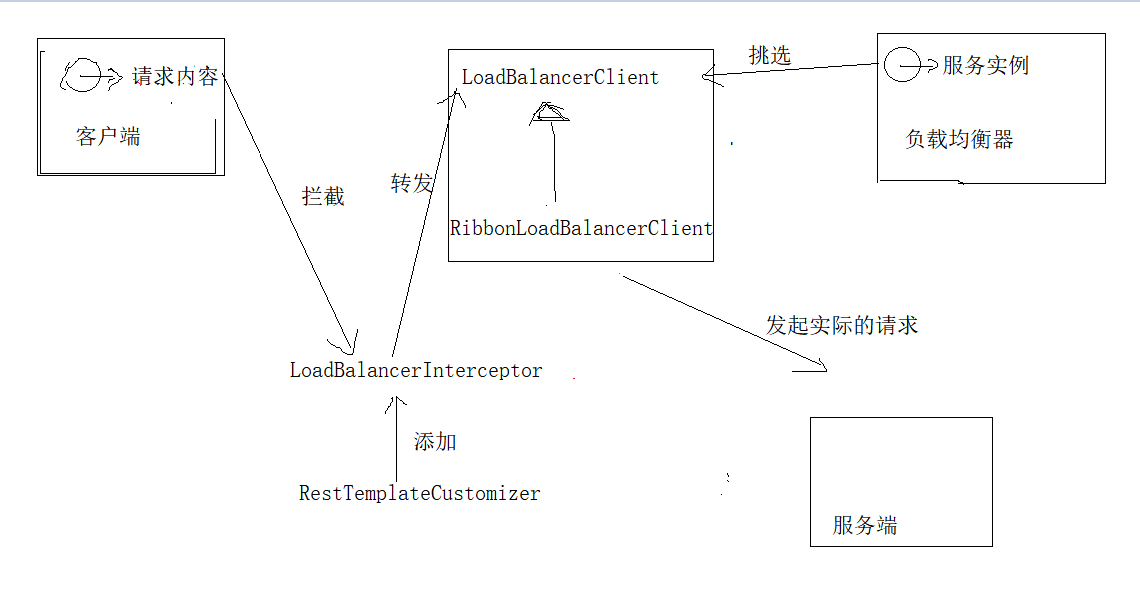 请求内容
客户端
拦截
转发
LoadBalancerClient
RibbonLoadBalancerClient
挑选
服务实例
负载均衡器
发起实际的请求
LoadBalancerInterceptor
添加
RestTemplateCustomizer
服务端